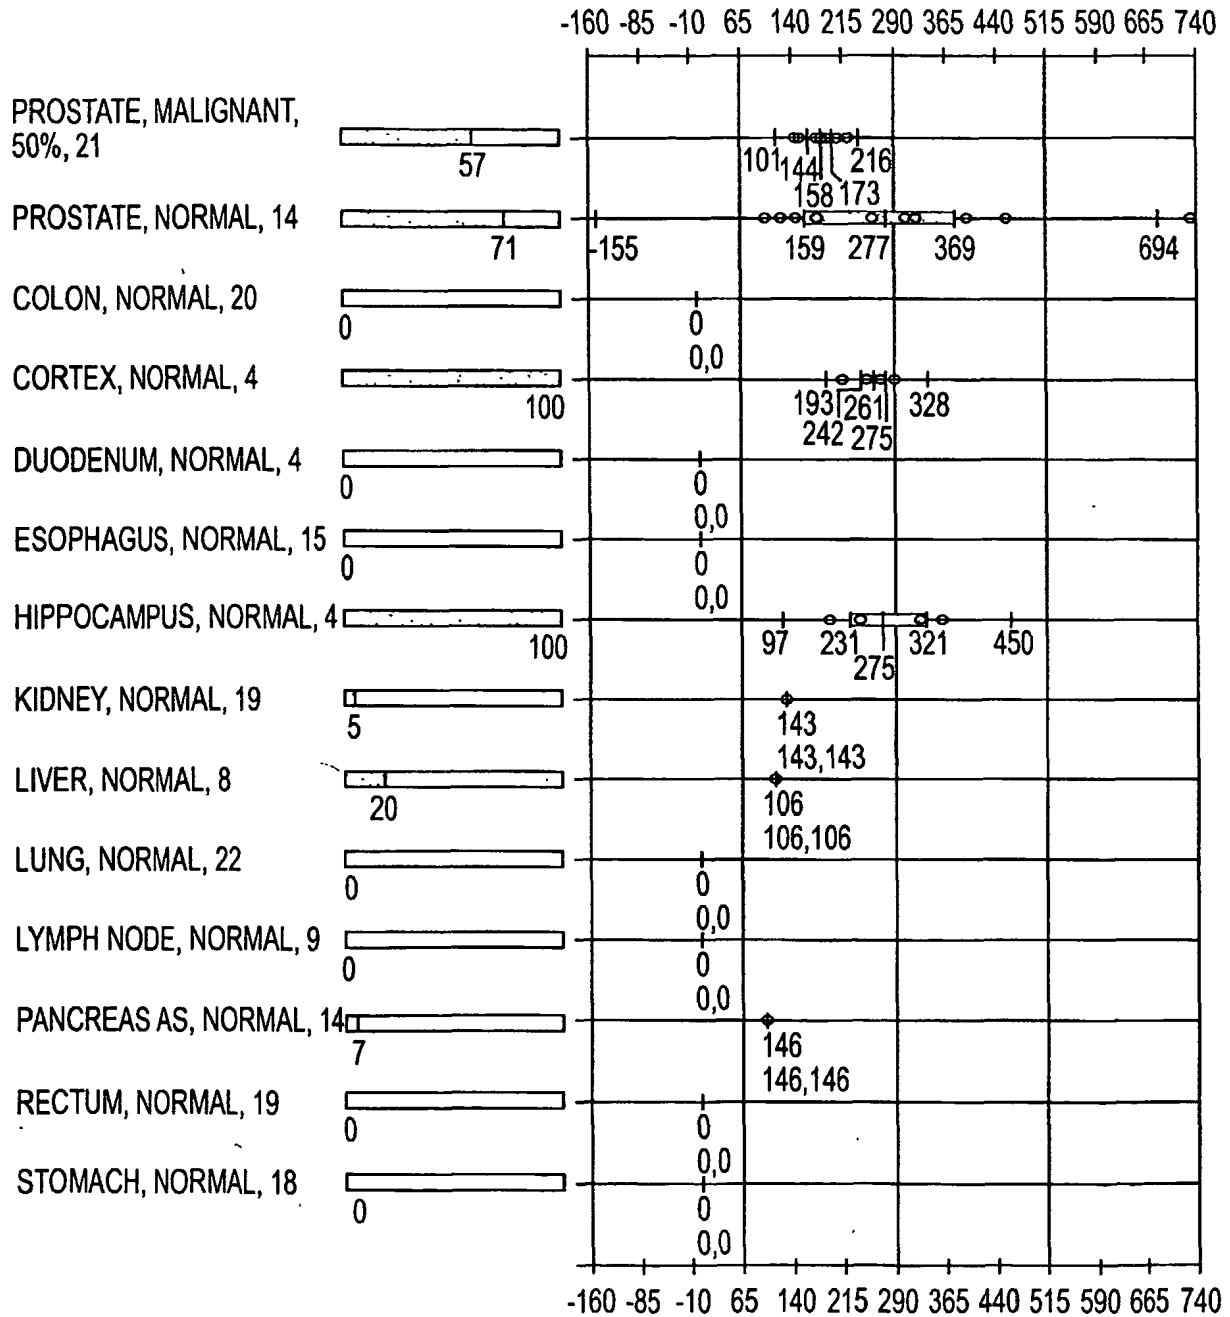 -160 -85 -10 65 140 215 290 365 440 515 590 665 740
PROSTATE, MALIGNANT,
50%, 21
57
101 144 158 173 216
PROSTATE, NORMAL, 14
71
-155 159 277 369 694
COLON, NORMAL, 20
0
0
0,0
CORTEX, NORMAL, 4
100
193 261 328
242 275
DUODENUM, NORMAL, 4
0
0
0,0
ESOPHAGUS, NORMAL, 15
0
0
0,0
HIPPOCAMPUS, NORMAL, 4
100
97 231 321 450
275
KIDNEY, NORMAL, 19
5
143
143,143
LIVER, NORMAL, 8
20
106
106,106
LUNG, NORMAL, 22
0
0
0,0
LYMPH NODE, NORMAL, 9
0
0
0,0
PANCREAS AS, NORMAL, 14
7
146
146,146
RECTUM, NORMAL, 19
0
0
0,0
STOMACH, NORMAL, 18
0
0
0,0
-160 -85 -10 65 140 215 290 365 440 515 590 665 740